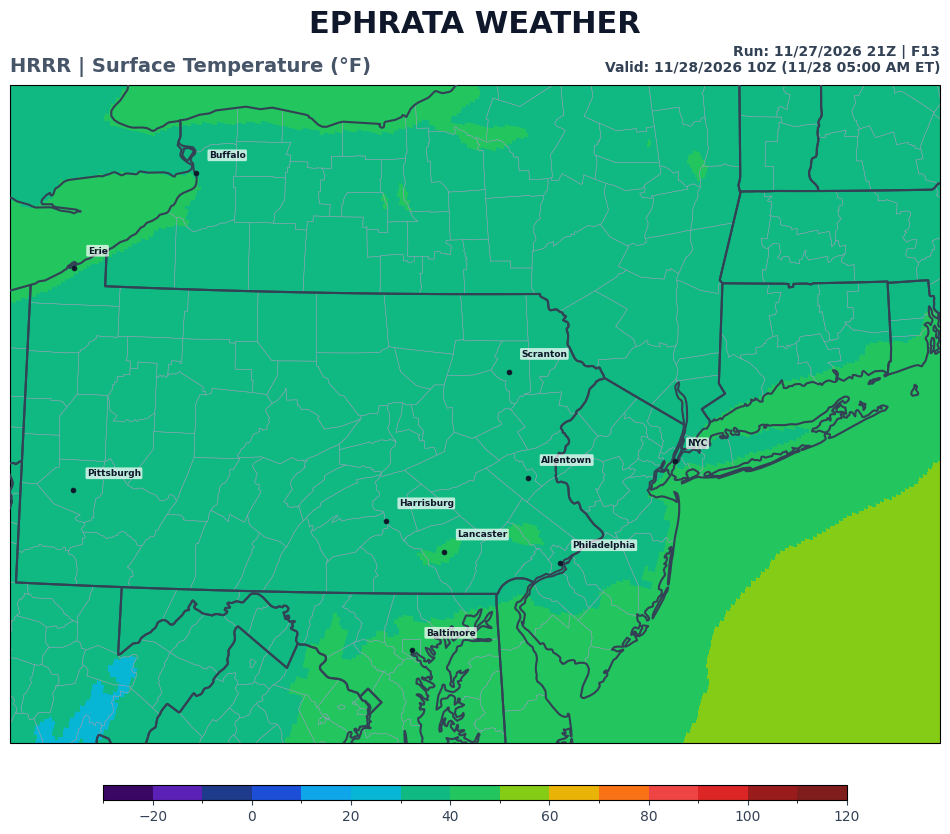 EPHRATA WEATHER
HRRR | Surface Temperature (°F)
Run: 11/27/2026 21Z | F13
Valid: 11/28/2026 10Z (11/28 05:00 AM ET)
Buffalo
Erie
Scranton
NYC
Allentown
Pittsburgh
Harrisburg
Lancaster
Philadelphia
Baltimore
−20 0 20 40 60 80 100 120